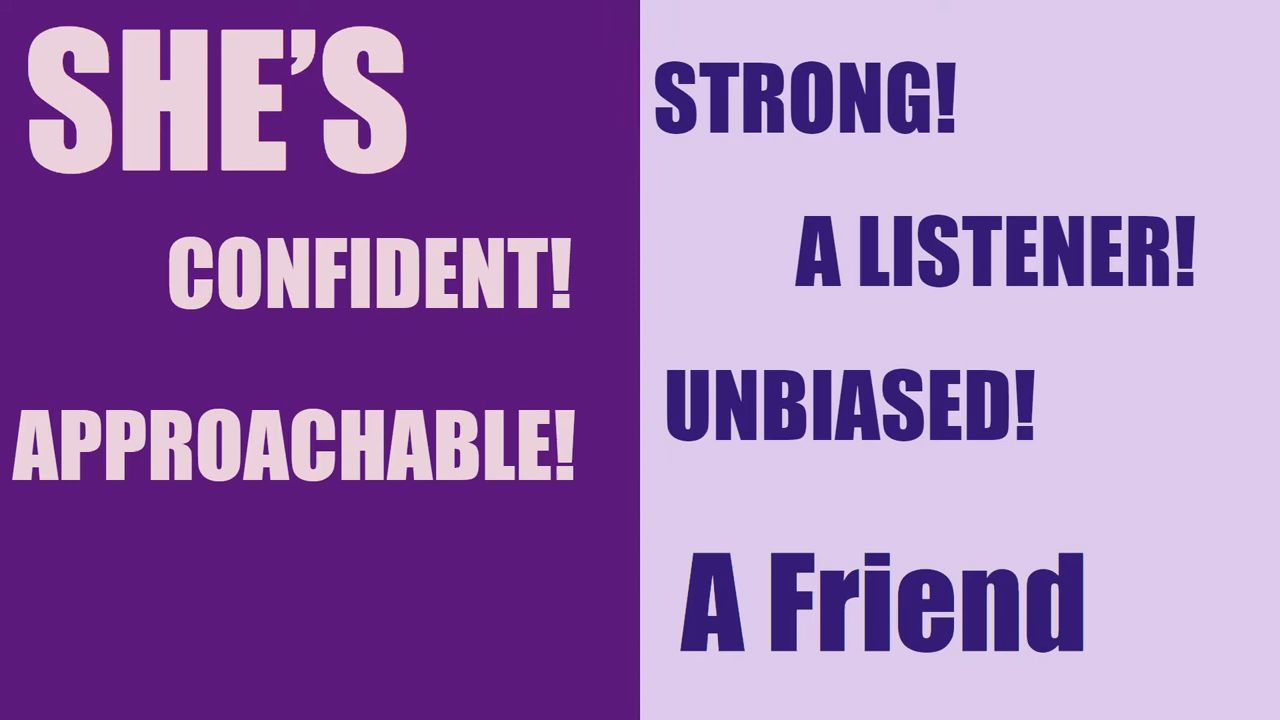 SHE’S
CONFIDENT!
APPROACHABLE!
STRONG!
A LISTENER!
UNBIASED!
A Friend